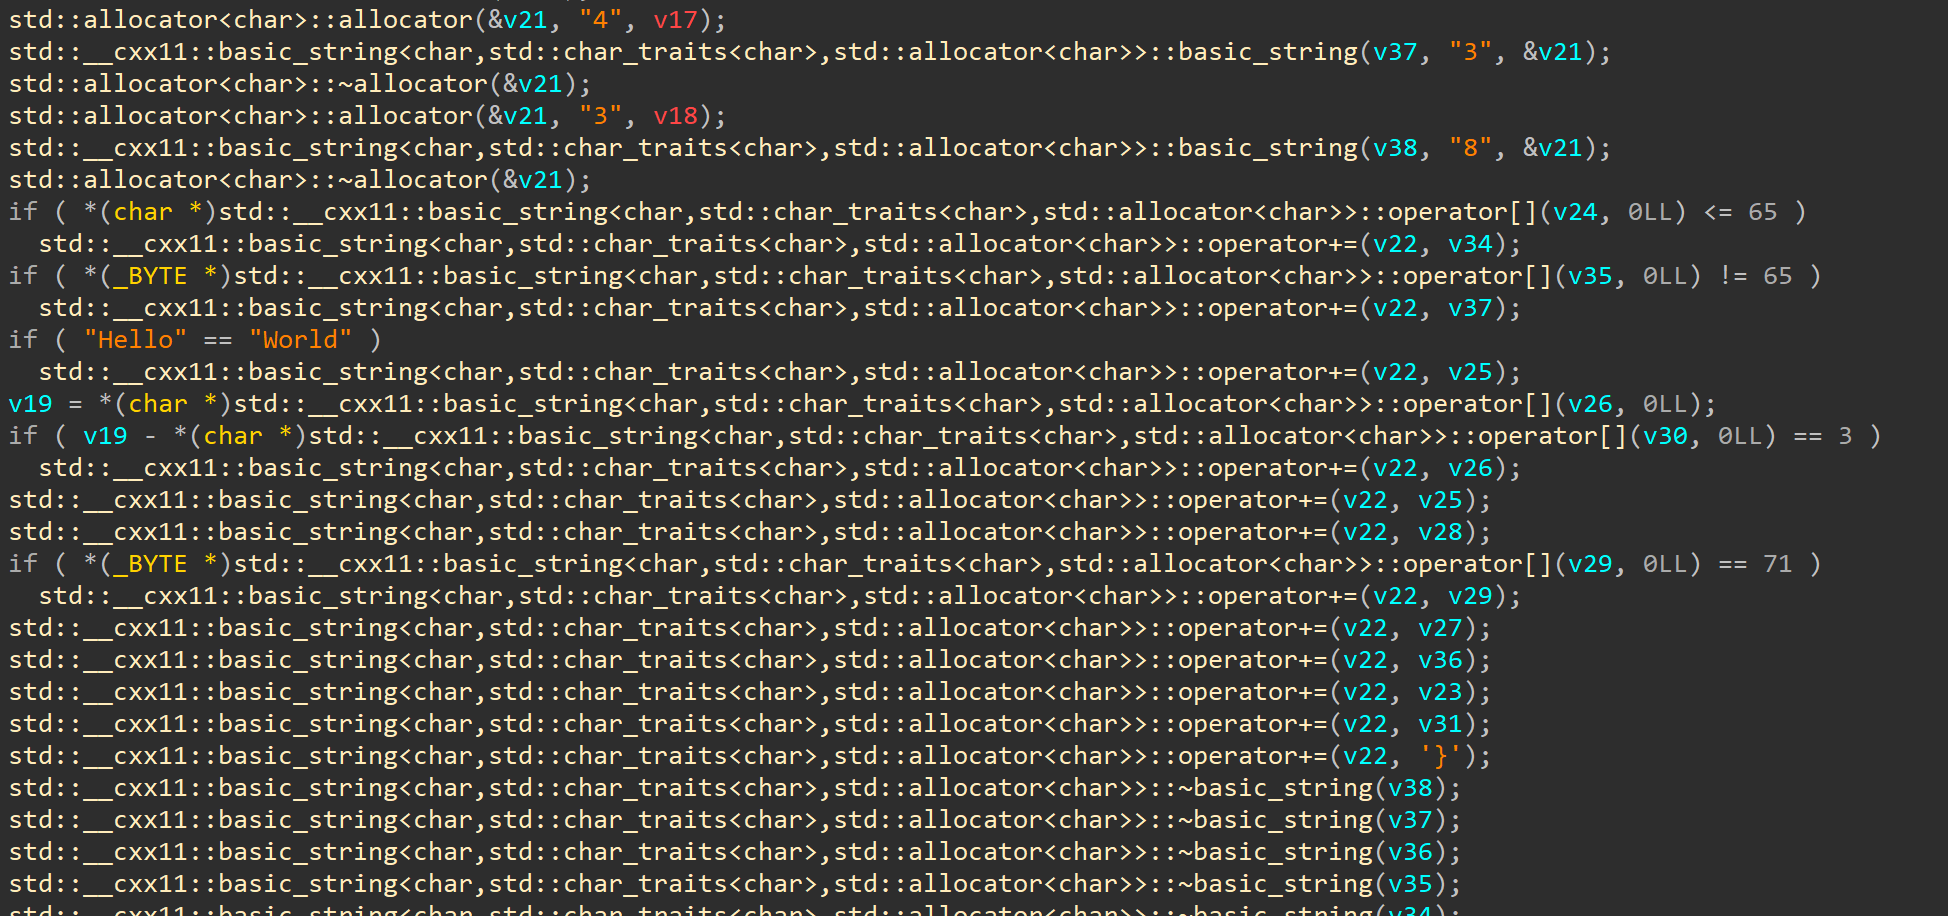 std::allocator<char>::allocator(&v21, "4", v17);
std::__cxx11::basic_string<char,std::char_traits<char>,std::allocator<char>>::basic_string(v37, "3", &v21);
std::allocator<char>::~allocator(&v21);
std::allocator<char>::allocator(&v21, "3", v18);
std::__cxx11::basic_string<char,std::char_traits<char>,std::allocator<char>>::basic_string(v38, "8", &v21);
std::allocator<char>::~allocator(&v21);
if ( *(char *)std::__cxx11::basic_string<char,std::char_traits<char>,std::allocator<char>>::operator[](v24, 0LL) <= 65 )
  std::__cxx11::basic_string<char,std::char_traits<char>,std::allocator<char>>::operator+=(v22, v34);
if ( *(_BYTE *)std::__cxx11::basic_string<char,std::char_traits<char>,std::allocator<char>>::operator[](v35, 0LL) != 65 )
  std::__cxx11::basic_string<char,std::char_traits<char>,std::allocator<char>>::operator+=(v22, v37);
if ( "Hello" == "World" )
  std::__cxx11::basic_string<char,std::char_traits<char>,std::allocator<char>>::operator+=(v22, v25);
v19 = *(char *)std::__cxx11::basic_string<char,std::char_traits<char>,std::allocator<char>>::operator[](v26, 0LL);
if ( v19 - *(char *)std::__cxx11::basic_string<char,std::char_traits<char>,std::allocator<char>>::operator[](v30, 0LL) == 3 )
  std::__cxx11::basic_string<char,std::char_traits<char>,std::allocator<char>>::operator+=(v22, v26);
std::__cxx11::basic_string<char,std::char_traits<char>,std::allocator<char>>::operator+=(v22, v25);
std::__cxx11::basic_string<char,std::char_traits<char>,std::allocator<char>>::operator+=(v22, v28);
if ( *(_BYTE *)std::__cxx11::basic_string<char,std::char_traits<char>,std::allocator<char>>::operator[](v29, 0LL) == 71 )
  std::__cxx11::basic_string<char,std::char_traits<char>,std::allocator<char>>::operator+=(v22, v29);
std::__cxx11::basic_string<char,std::char_traits<char>,std::allocator<char>>::operator+=(v22, v27);
std::__cxx11::basic_string<char,std::char_traits<char>,std::allocator<char>>::operator+=(v22, v36);
std::__cxx11::basic_string<char,std::char_traits<char>,std::allocator<char>>::operator+=(v22, v23);
std::__cxx11::basic_string<char,std::char_traits<char>,std::allocator<char>>::operator+=(v22, v31);
std::__cxx11::basic_string<char,std::char_traits<char>,std::allocator<char>>::operator+=(v22, '}');
std::__cxx11::basic_string<char,std::char_traits<char>,std::allocator<char>>::~basic_string(v38);
std::__cxx11::basic_string<char,std::char_traits<char>,std::allocator<char>>::~basic_string(v37);
std::__cxx11::basic_string<char,std::char_traits<char>,std::allocator<char>>::~basic_string(v36);
std::__cxx11::basic_string<char,std::char_traits<char>,std::allocator<char>>::~basic_string(v35);
std::__cxx11::basic_string<char,std::char_traits<char>,std::allocator<char>>::~basic_string(v34);